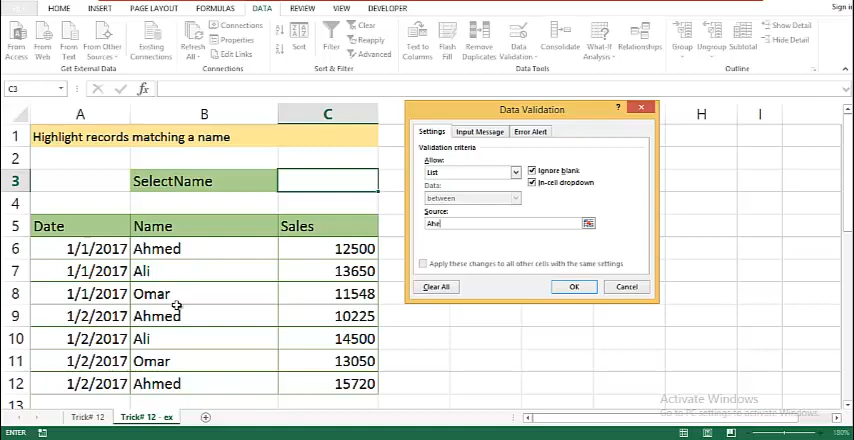 HOME INSERT PAGE LAYOUT FORMULAS DATA REVIEW VIEW DEVELOPER Sign in
From Access
From Web
From Text
From Other Sources
Existing Connections
Refresh All
Connections
Properties
Edit Links
Sort
Filter
Clear
Reapply
Advanced
Text to Columns
Flash Fill
Remove Duplicates
Data Validation
Consolidate
What-If Analysis
Relationships
Group
Ungroup
Subtotal
Show Detail
Hide Detail
Get External Data Connections Sort & Filter Data Tools Outline
C3 fx
A B C H I
1 Highlight records matching a name
2
3 SelectName
4
5 Date Name Sales
6 1/1/2017 Ahmed 12500
7 1/1/2017 Ali 13650
8 1/1/2017 Omar 11548
9 1/2/2017 Ahmed 10225
10 1/2/2017 Ali 14500
11 1/2/2017 Omar 13050
12 1/2/2017 Ahmed 15720
13
Data Validation ?
Settings Input Message Error Alert
Validation criteria
Allow:
List Ignore blank
Data: In-cell dropdown
between
Source:
Ahe
Apply these changes to all other cells with the same settings
Clear All OK Cancel
Activate Windows
Go to PC settings to activate Windows.
Trick# 12 Trick# 12 - ex
ENTER 180%